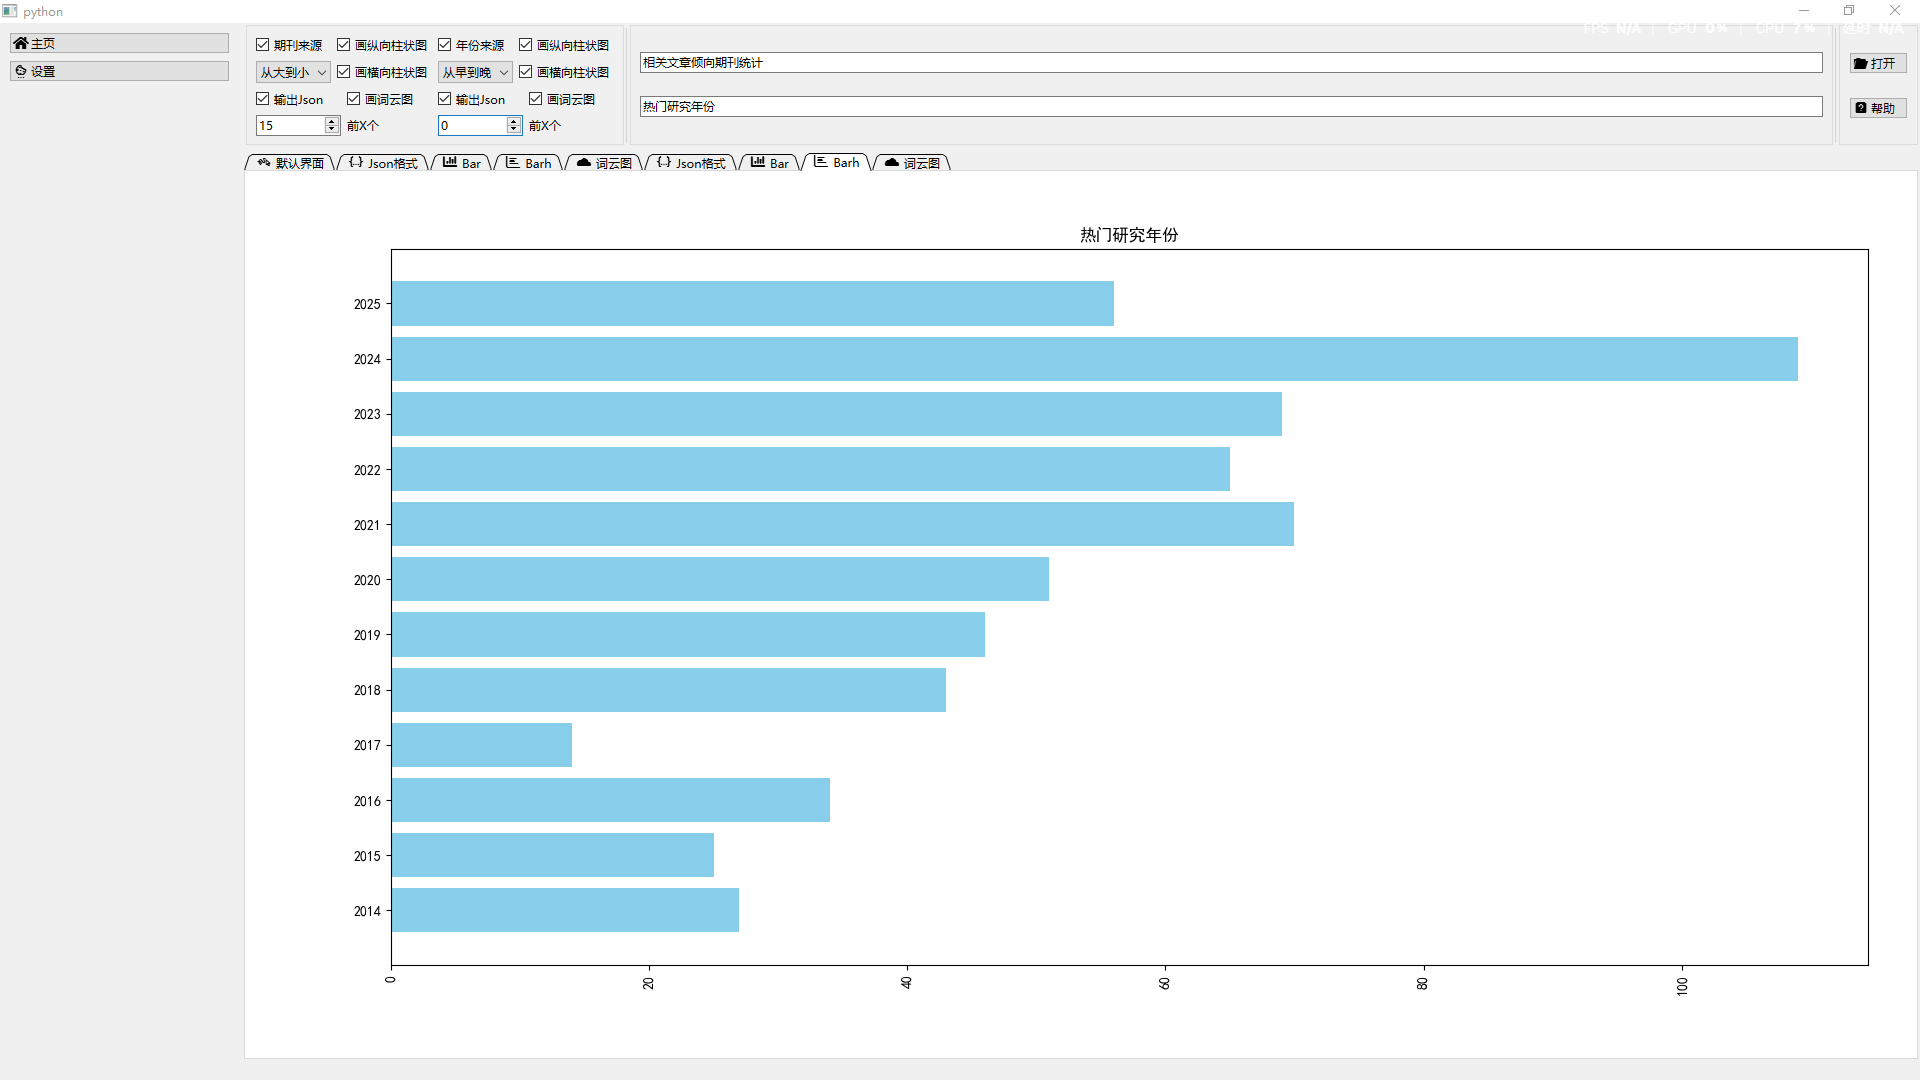 python
FPS N/A | GPU 0% | CPU 7% | 延时 N/A
主页
设置
期刊来源 画纵向柱状图 年份来源 画纵向柱状图
从大到小 画横向柱状图 从早到晚 画横向柱状图
输出Json 画词云图 输出Json 画词云图
15 前X个 0 前X个
相关文章倾向期刊统计
热门研究年份
打开
帮助
默认界面 Json格式 Bar Barh 词云图 Json格式 Bar Barh 词云图
热门研究年份
2025
2024
2023
2022
2021
2020
2019
2018
2017
2016
2015
2014
0 20 40 60 80 100